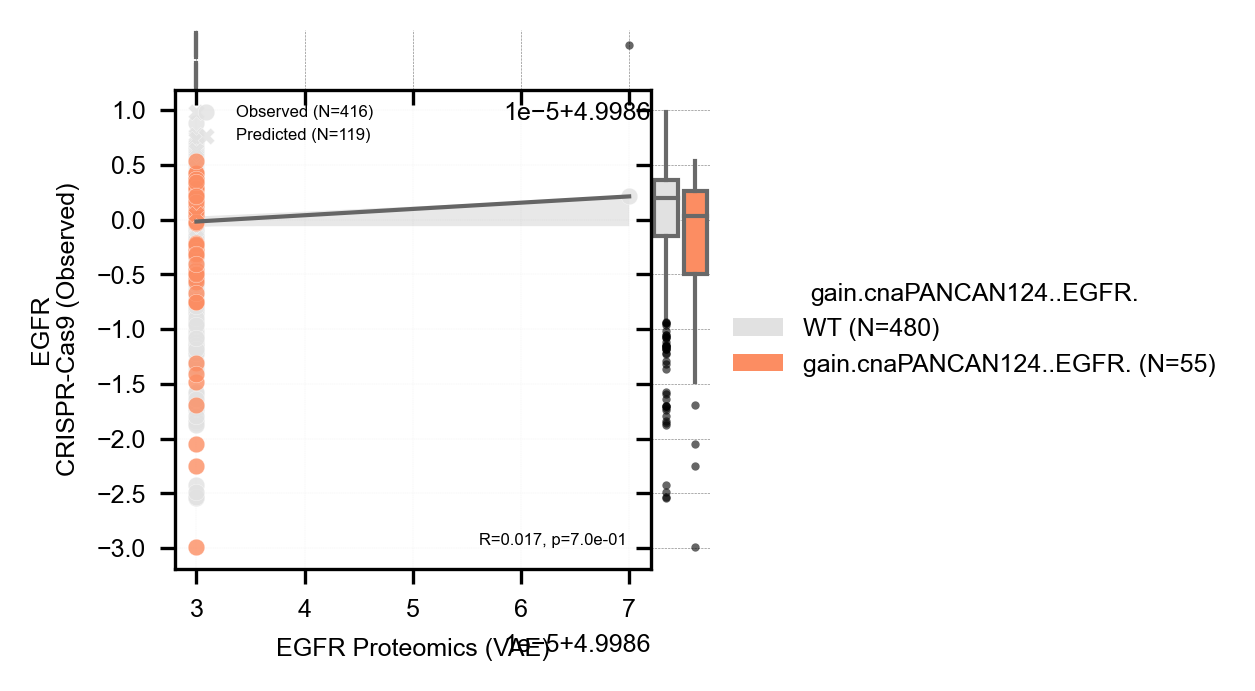 Observed (N=416)
Predicted (N=119)
1e−5+4.9986
1.0
0.5
0.0
−0.5
−1.0
−1.5
−2.0
−2.5
−3.0
EGFR
CRISPR-Cas9 (Observed)
R=0.017, p=7.0e-01
3 4 5 6 7
EGFR Proteomics (VAE)
1e−5+4.9986
gain.cnaPANCAN124..EGFR.
WT (N=480)
gain.cnaPANCAN124..EGFR. (N=55)